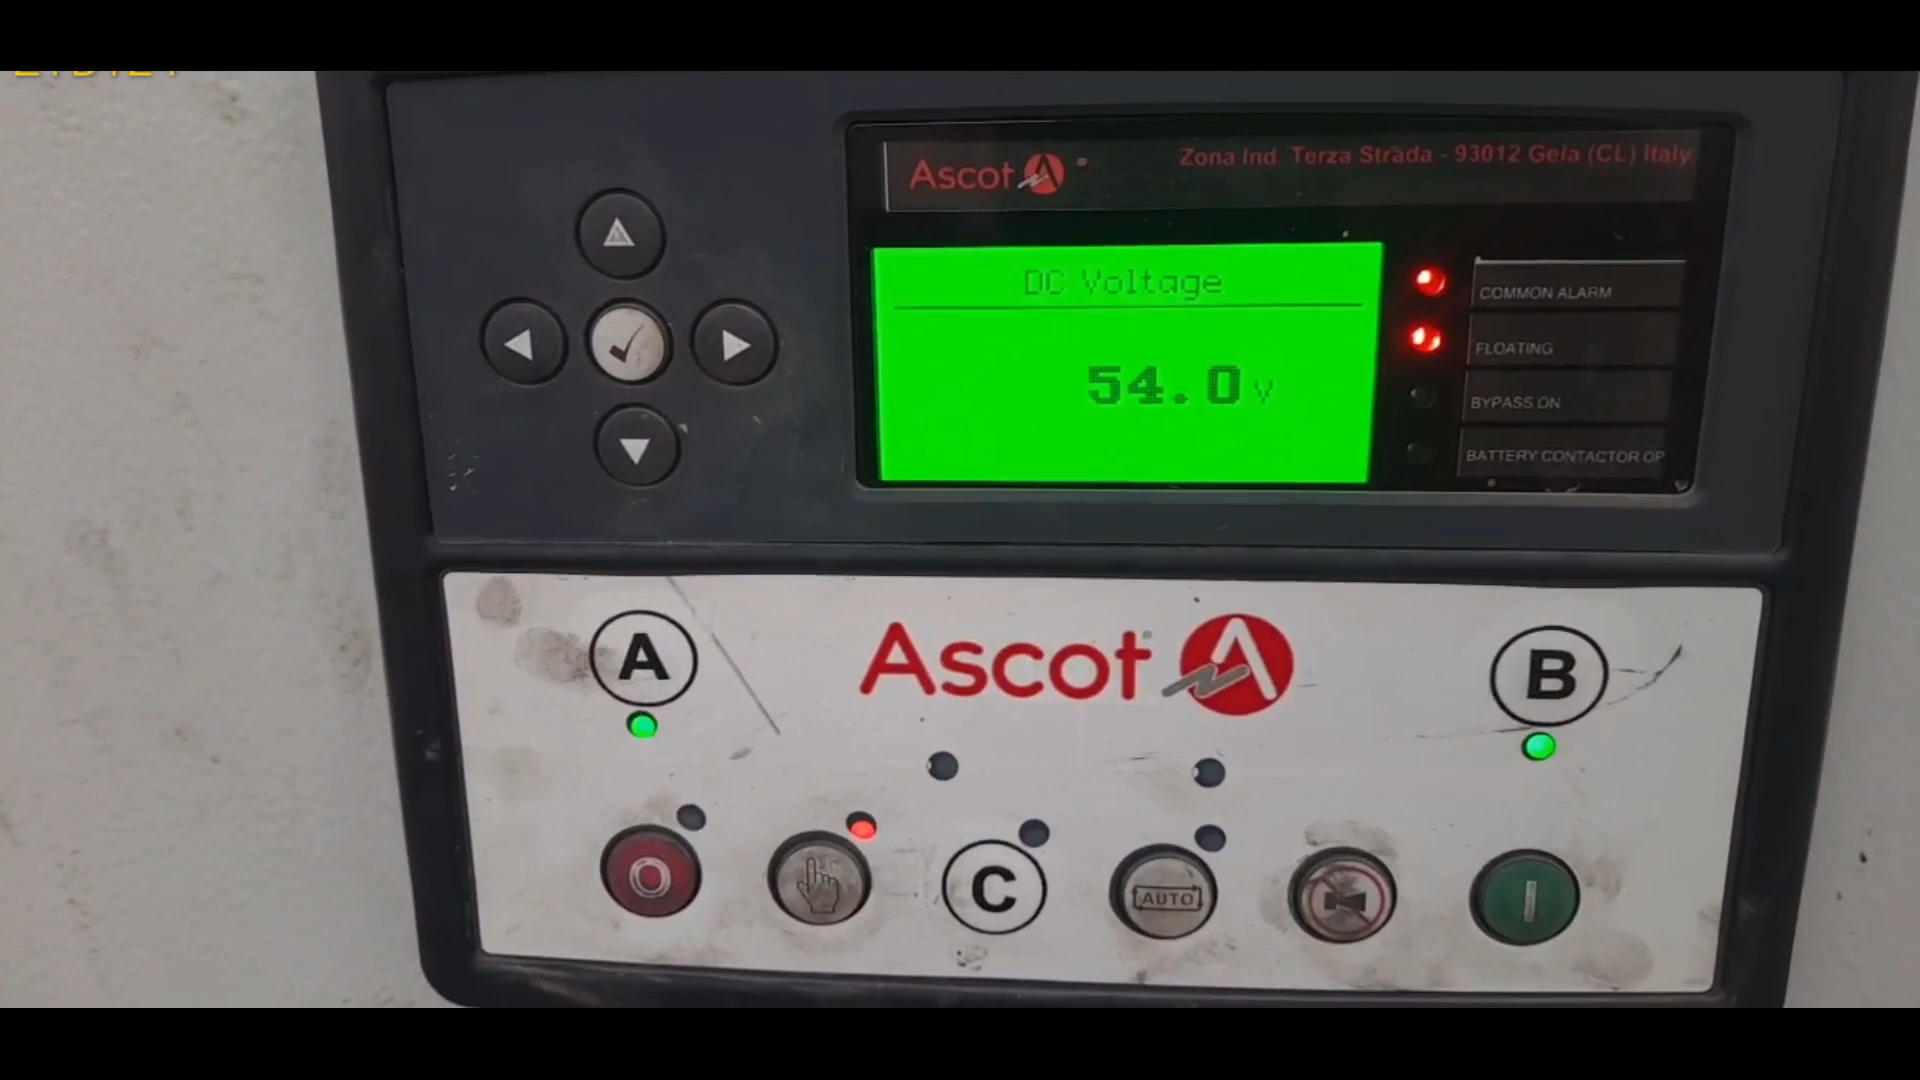 Ascot
Zona Ind. Terza Strada - 93012 Gela (CL) Italy
DC Voltage
54.0 V
COMMON ALARM
FLOATING
BYPASS ON
BATTERY CONTACTOR OP
A
Ascot
B
C
AUTO